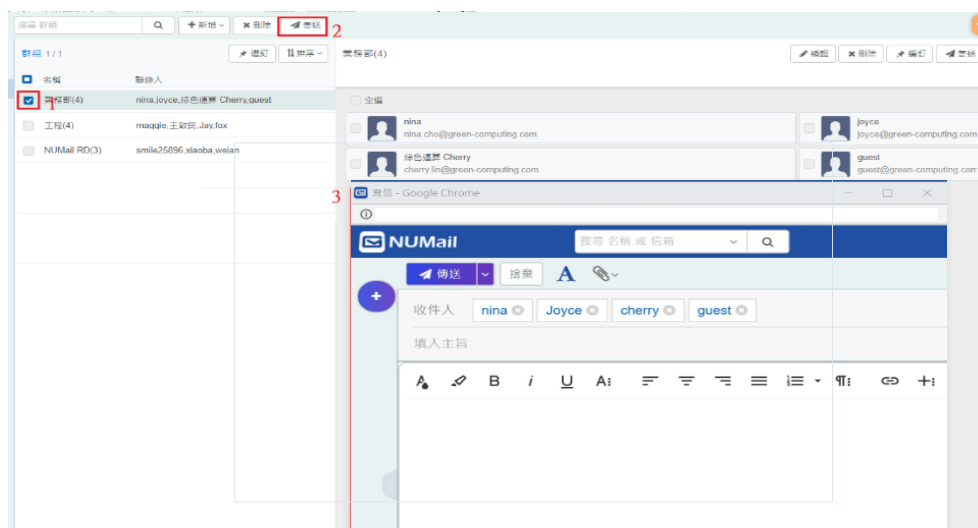 搜尋 群組
新增
刪除
寄送
2
群組 1/1
選訂
排序
業務部(4)
編輯
刪除
選訂
寄送
名稱
聯絡人
1
業務部(4)
nina,joyce,綠色運算 Cherry,guest
全選
工程(4)
maggie,王啟民,Jay,fox
NUMail RD(3)
smile25896,xiaoba,weian
nina
nina.cho@green-computing.com
joyce
joyce@green-computing.com
綠色運算 Cherry
cherry.lin@green-computing.com
guest
guest@green-computing.com
3
寫信 - Google Chrome
NUMail
搜尋 名稱 或 信箱
傳送
捨棄
A
收件人
nina
Joyce
cherry
guest
填入主旨
A
B
i
U
A